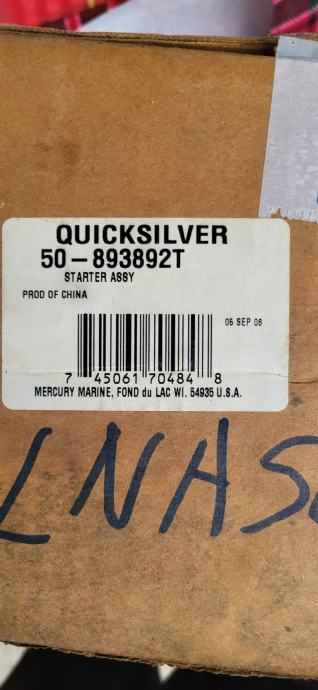 QUICKSILVER
50-893892T
STARTER ASSY
PROD OF CHINA
05 SEP 06
7 45061 70484 8
MERCURY MARINE, FOND du LAC WI. 54935 U.S.A.